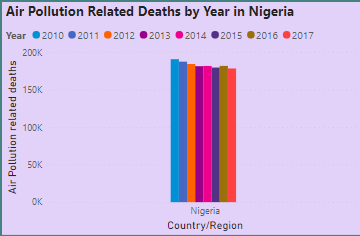 Air Pollution Related Deaths by Year in Nigeria
Year 2010 2011 2012 2013 2014 2015 2016 2017
200K
150K
100K
50K
0K
Air Pollution related deaths
Nigeria
Country/Region